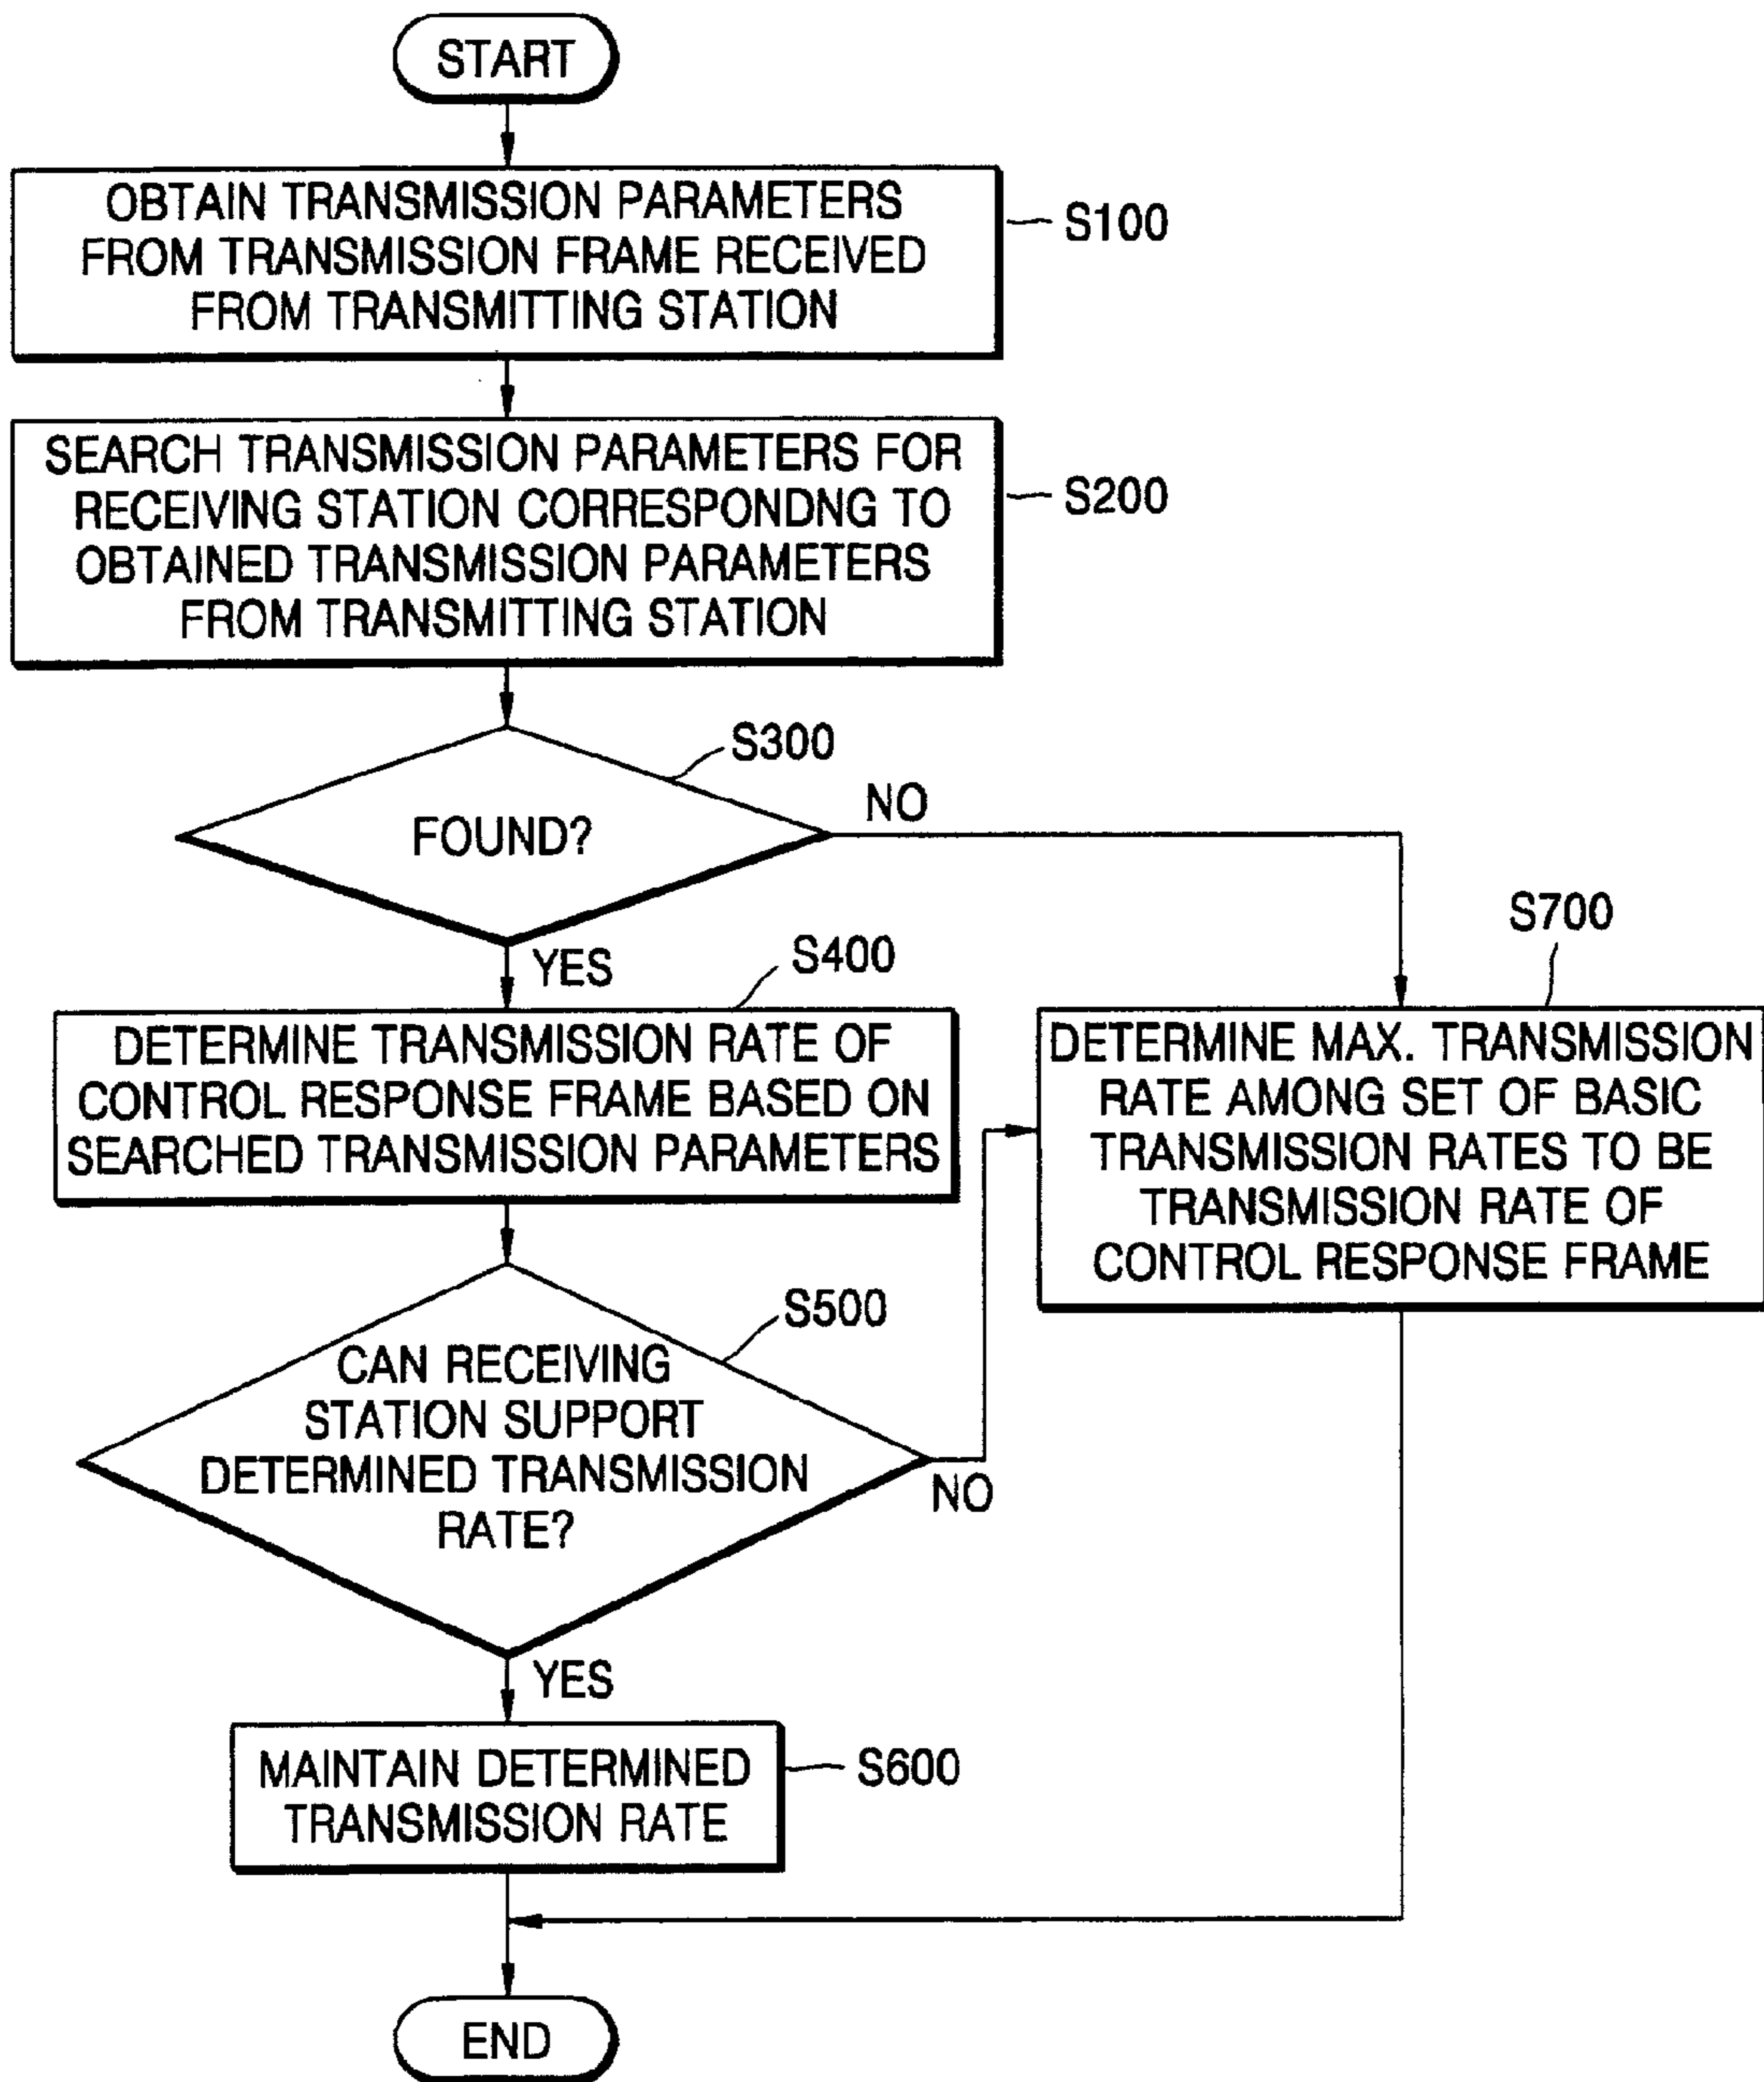 START
OBTAIN TRANSMISSION PARAMETERS
FROM TRANSMISSION FRAME RECEIVED
FROM TRANSMITTING STATION
S100
SEARCH TRANSMISSION PARAMETERS FOR
RECEIVING STATION CORRESPONDNG TO
OBTAINED TRANSMISSION PARAMETERS
FROM TRANSMITTING STATION
S200
S300
FOUND?
NO
YES
S400
DETERMINE TRANSMISSION RATE OF
CONTROL RESPONSE FRAME BASED ON
SEARCHED TRANSMISSION PARAMETERS
S700
DETERMINE MAX. TRANSMISSION
RATE AMONG SET OF BASIC
TRANSMISSION RATES TO BE
TRANSMISSION RATE OF
CONTROL RESPONSE FRAME
S500
CAN RECEIVING
STATION SUPPORT
DETERMINED TRANSMISSION
RATE?
NO
YES
MAINTAIN DETERMINED
TRANSMISSION RATE
S600
END